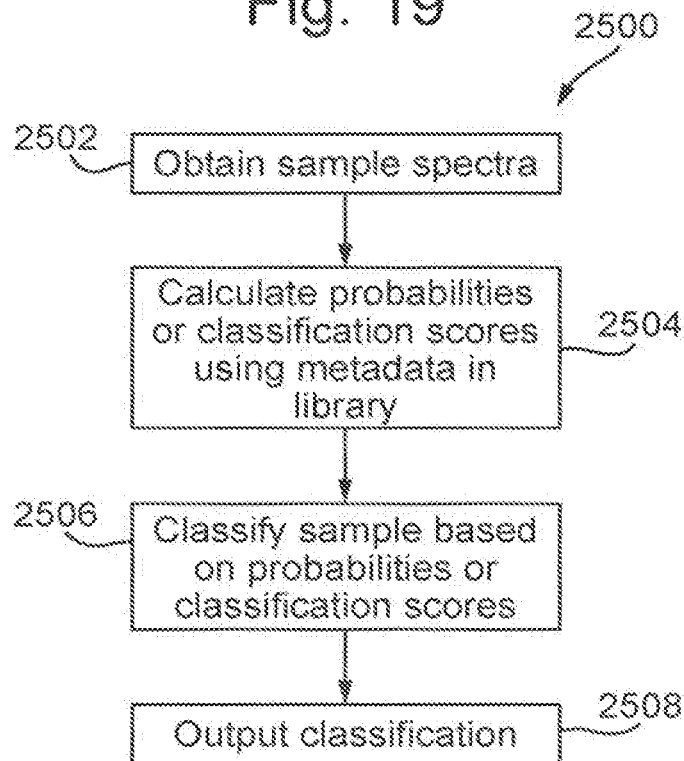 Fig. 19
2500
2502
Obtain sample spectra
Calculate probabilities
or classification scores
using metadata in
library
2504
2506
Classify sample based
on probabilities or
classification scores
Output classification
2508